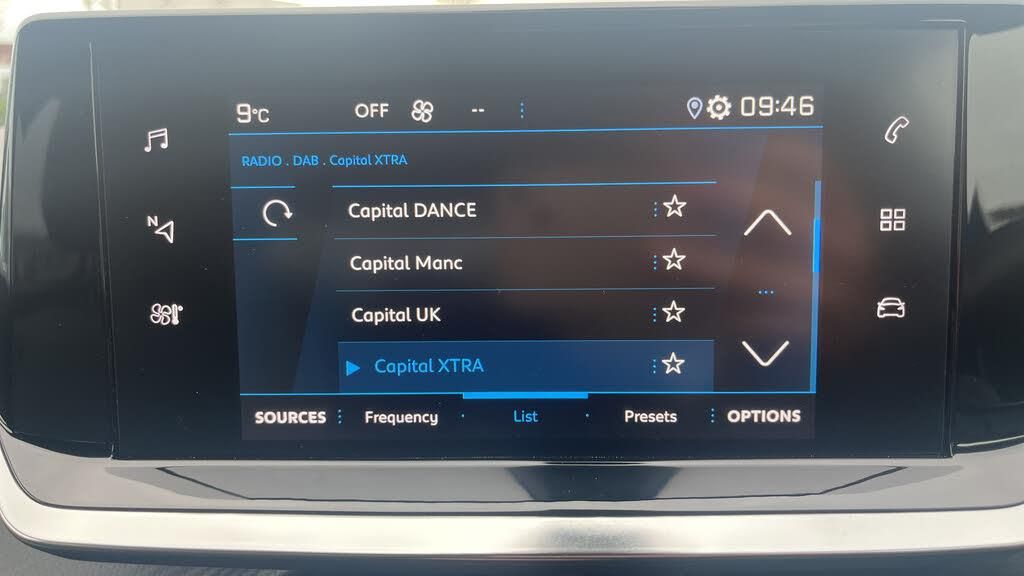 9°C OFF -- 09:46
RADIO . DAB . Capital XTRA
Capital DANCE
N
Capital Manc
Capital UK
Capital XTRA
SOURCES Frequency List Presets OPTIONS